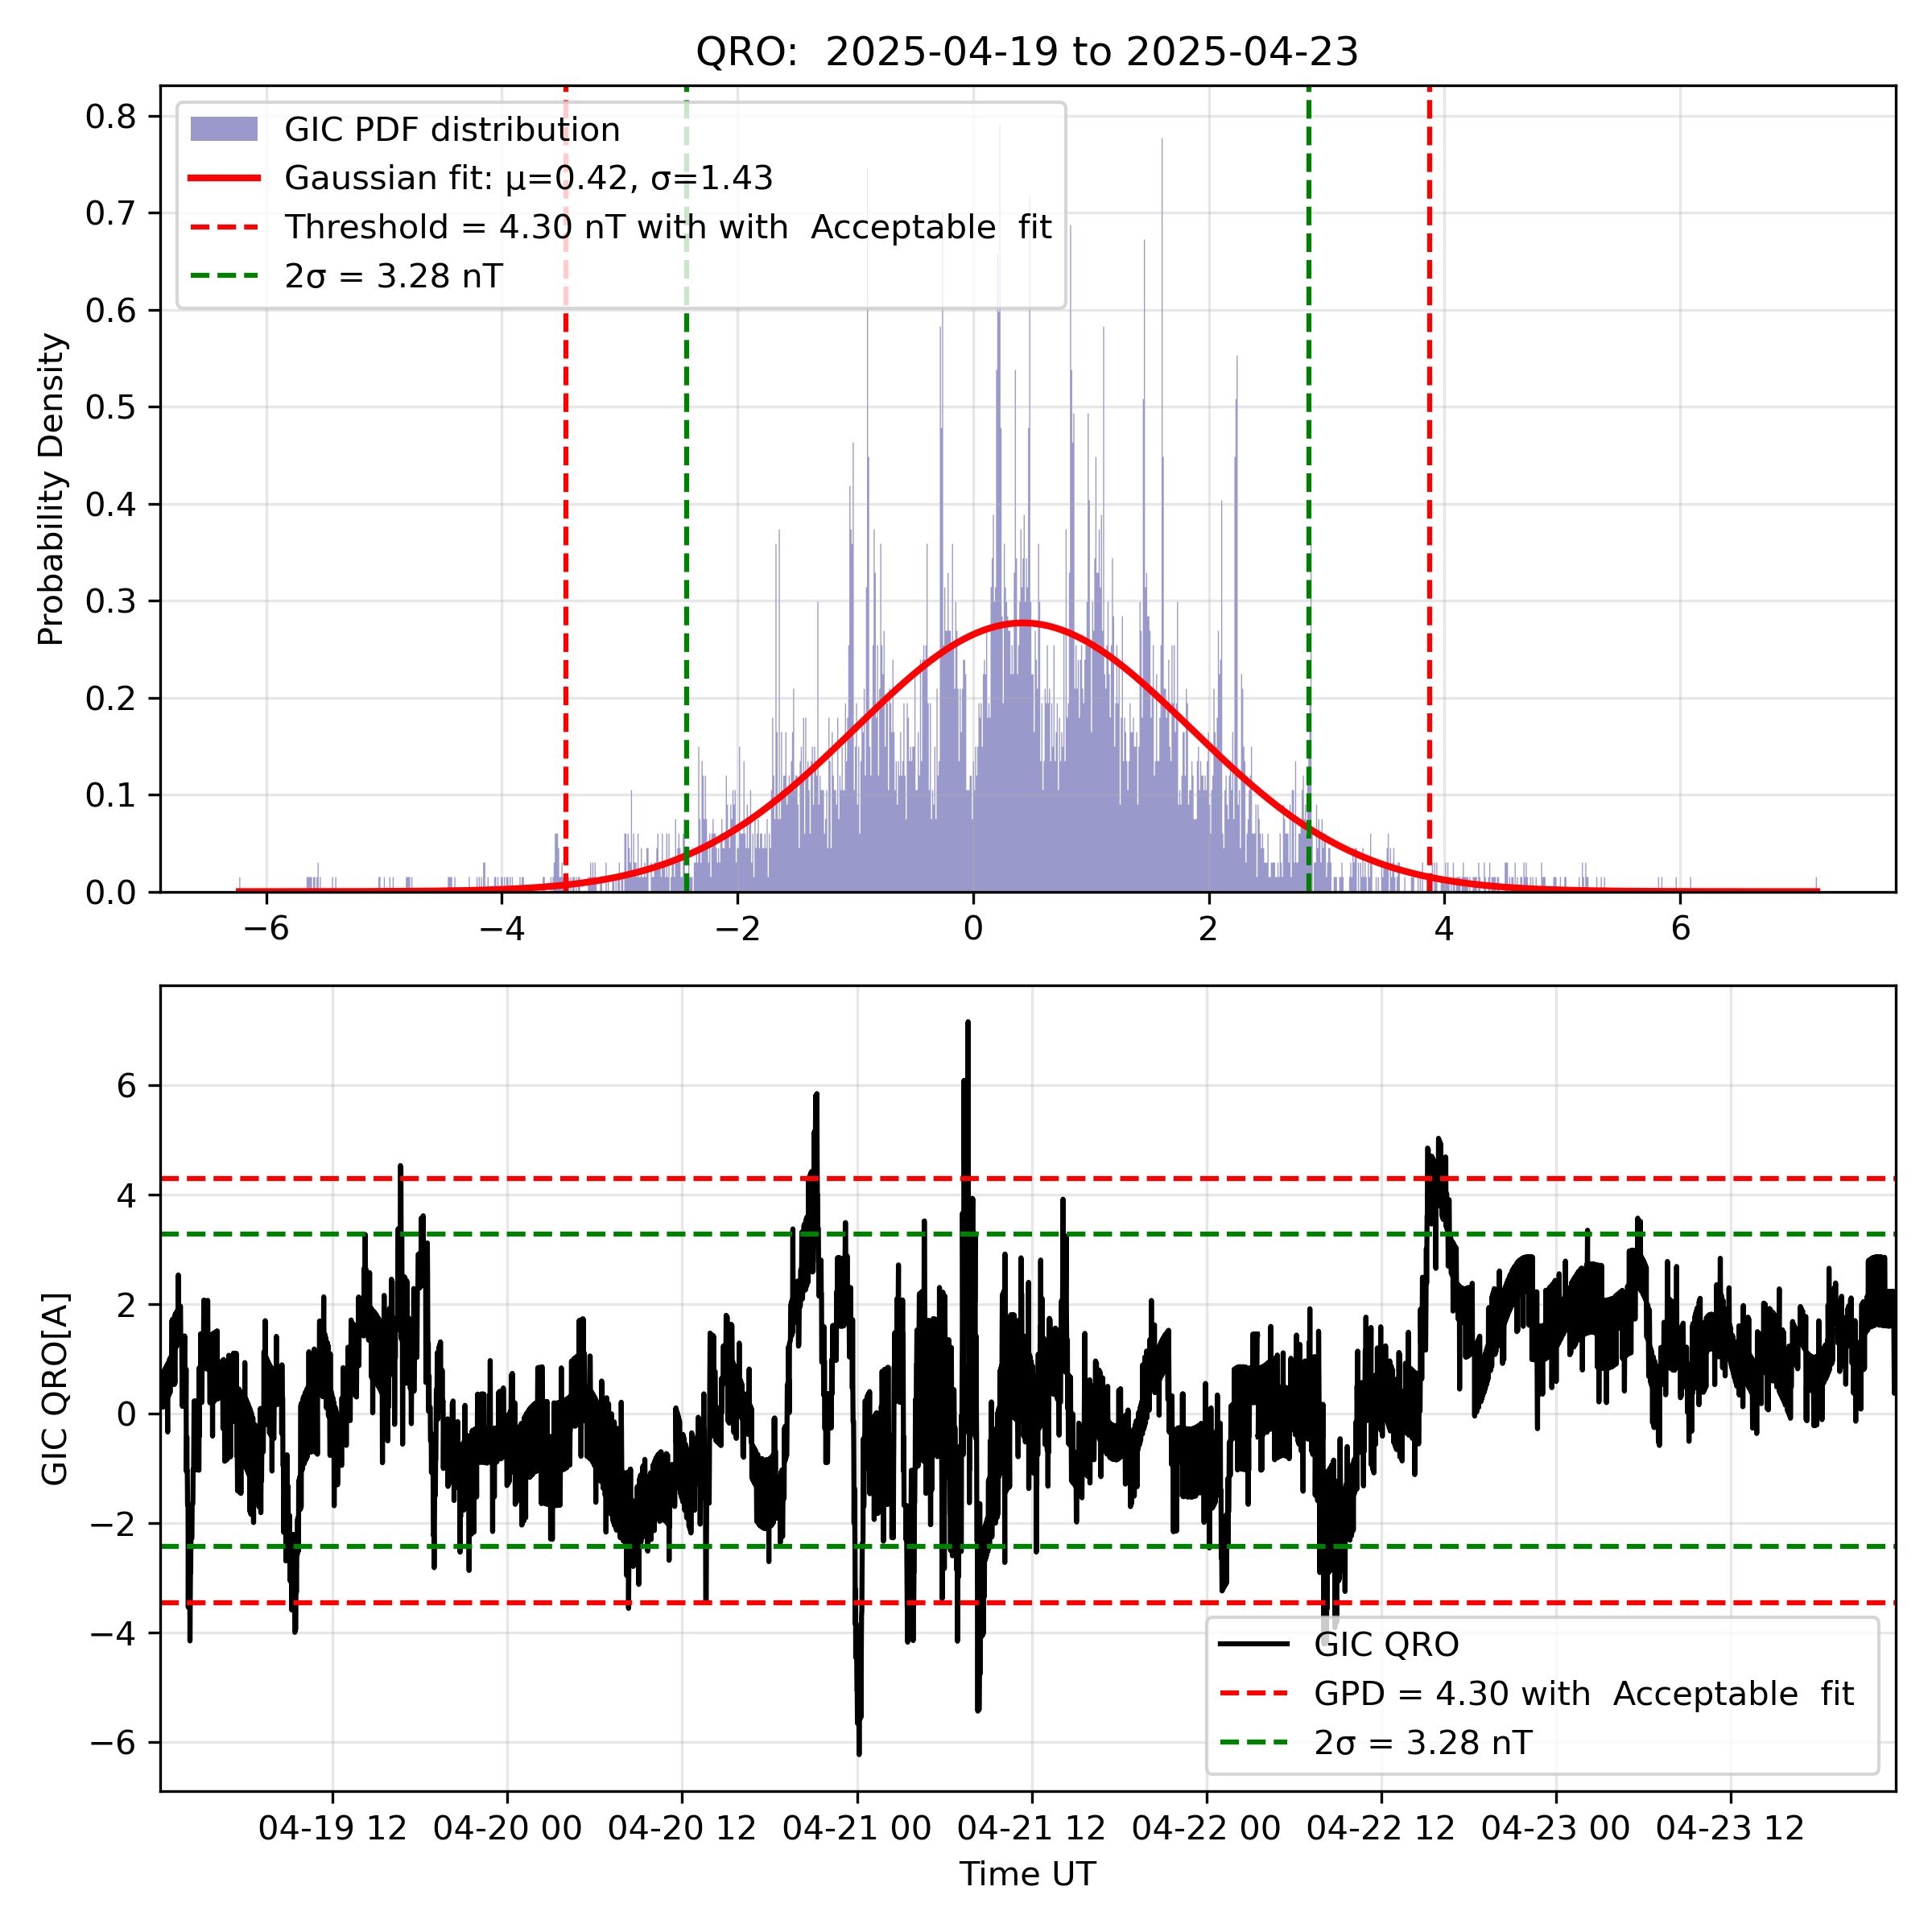 QRO:  2025-04-19 to 2025-04-23
GIC PDF distribution
Gaussian fit: μ=0.42, σ=1.43
Threshold = 4.30 nT with with  Acceptable  fit
2σ = 3.28 nT
Probability Density
0.8
0.7
0.6
0.5
0.4
0.3
0.2
0.1
0.0
−6 −4 −2 0 2 4 6
GIC QRO[A]
6
4
2
0
−2
−4
−6
GIC QRO
GPD = 4.30 with  Acceptable  fit
2σ = 3.28 nT
04-19 12 04-20 00 04-20 12 04-21 00 04-21 12 04-22 00 04-22 12 04-23 00 04-23 12
Time UT